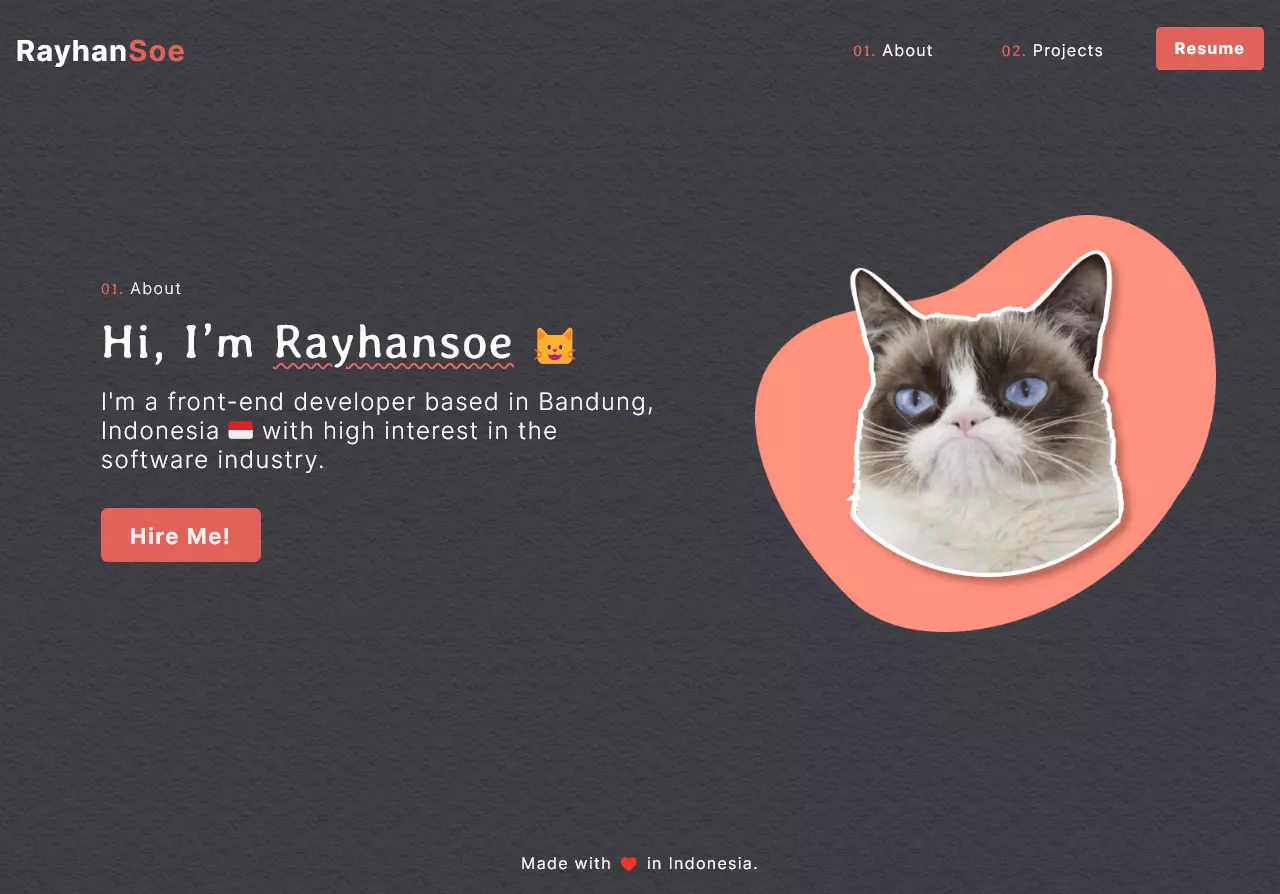 RayhanSoe
01. About
02. Projects
Resume
01. About
Hi, I’m Rayhansoe 😺
I'm a front-end developer based in Bandung,
Indonesia 🇮🇩 with high interest in the
software industry.
Hire Me!
Made with ❤️ in Indonesia.